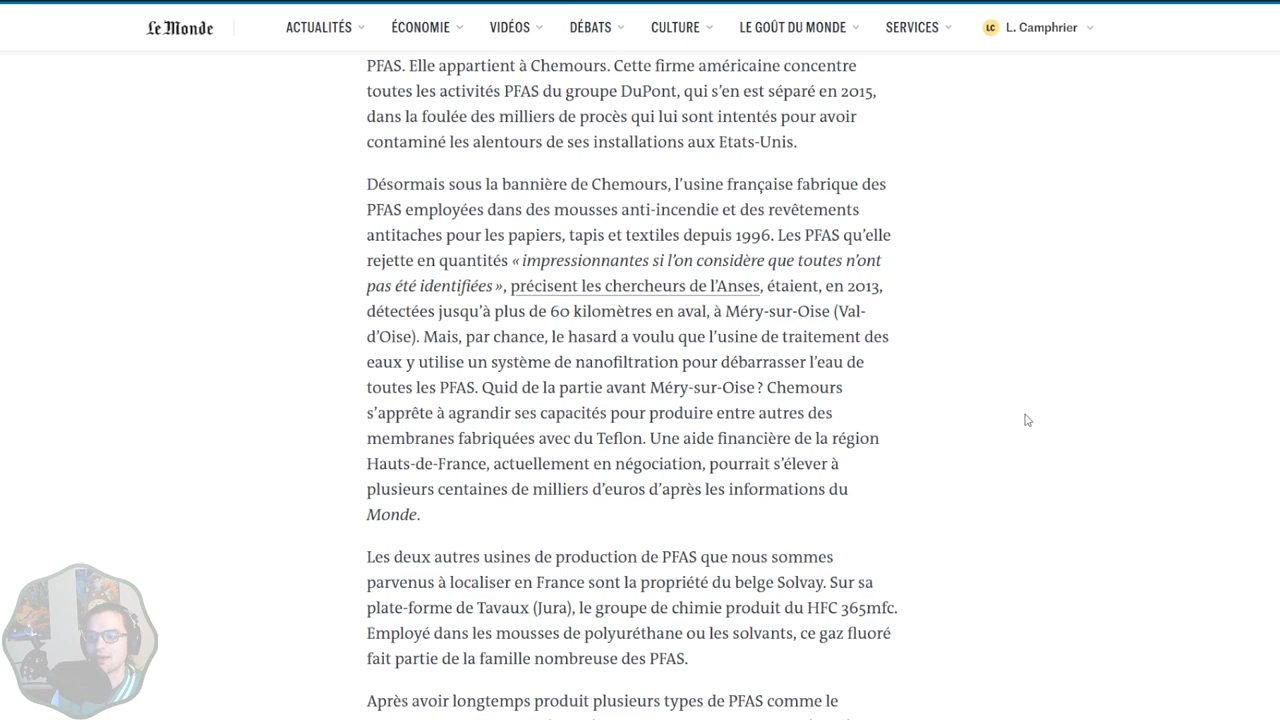 Le Monde
ACTUALITÉS
ÉCONOMIE
VIDÉOS
DÉBATS
CULTURE
LE GOÛT DU MONDE
SERVICES
LC
L. Camphrier
PFAS. Elle appartient à Chemours. Cette firme américaine concentre
toutes les activités PFAS du groupe DuPont, qui s’en est séparé en 2015,
dans la foulée des milliers de procès qui lui sont intentés pour avoir
contaminé les alentours de ses installations aux Etats-Unis.
Désormais sous la bannière de Chemours, l’usine française fabrique des
PFAS employées dans des mousses anti-incendie et des revêtements
antitaches pour les papiers, tapis et textiles depuis 1996. Les PFAS qu’elle
rejette en quantités « impressionnantes si l’on considère que toutes n’ont
pas été identifiées », précisent les chercheurs de l’Anses, étaient, en 2013,
détectées jusqu’à plus de 60 kilomètres en aval, à Méry-sur-Oise (Val-
d’Oise). Mais, par chance, le hasard a voulu que l’usine de traitement des
eaux y utilise un système de nanofiltration pour débarrasser l’eau de
toutes les PFAS. Quid de la partie avant Méry-sur-Oise ? Chemours
s’apprête à agrandir ses capacités pour produire entre autres des
membranes fabriquées avec du Teflon. Une aide financière de la région
Hauts-de-France, actuellement en négociation, pourrait s’élever à
plusieurs centaines de milliers d’euros d’après les informations du
Monde.
Les deux autres usines de production de PFAS que nous sommes
parvenus à localiser en France sont la propriété du belge Solvay. Sur sa
plate-forme de Tavaux (Jura), le groupe de chimie produit du HFC 365mfc.
Employé dans les mousses de polyuréthane ou les solvants, ce gaz fluoré
fait partie de la famille nombreuse des PFAS.
Après avoir longtemps produit plusieurs types de PFAS comme le